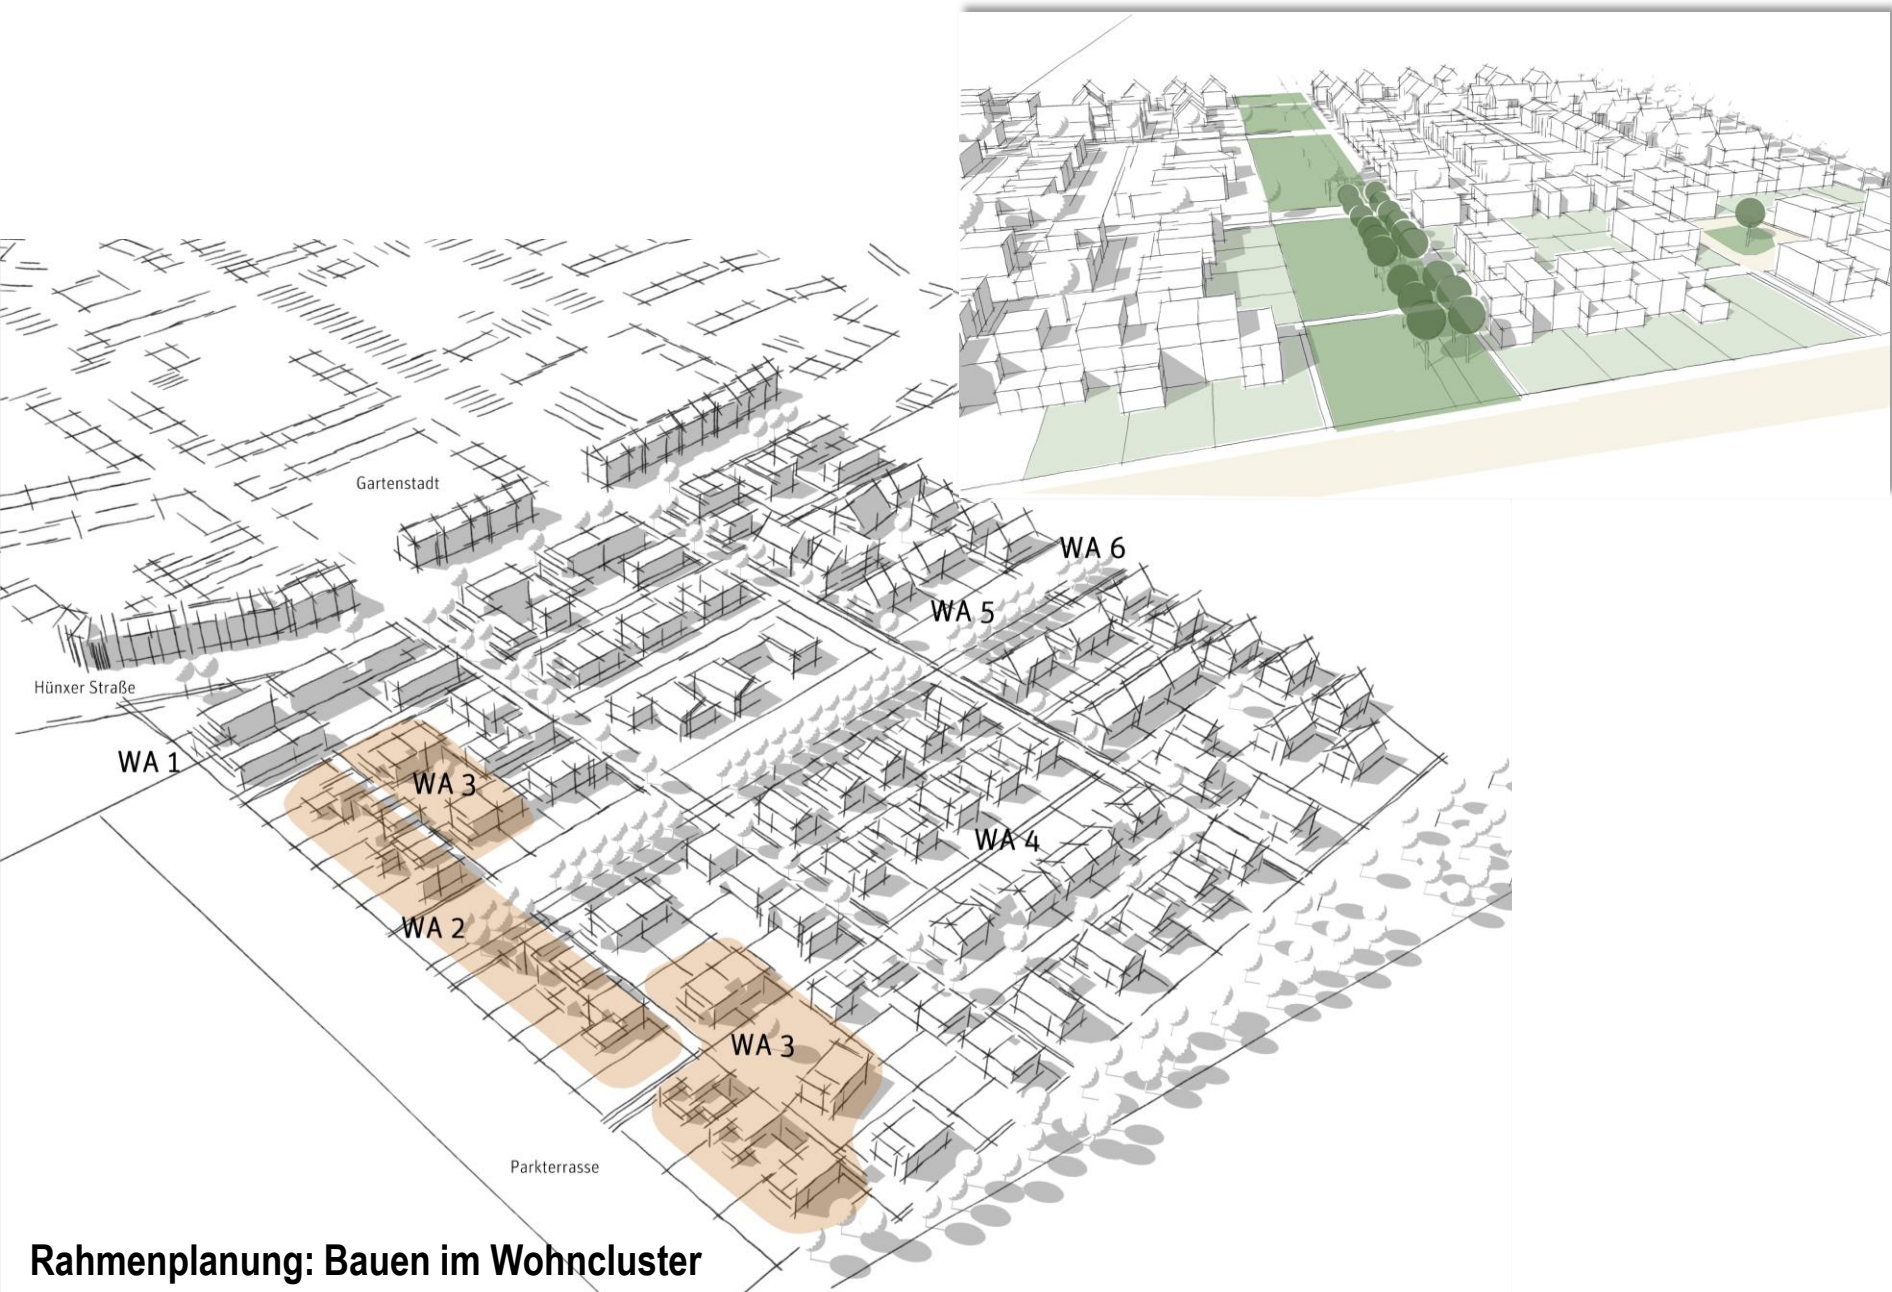 Gartenstadt
WA 6
WA 5
Hünxer Straße
WA 1
WA 3
WA 4
WA 2
WA 3
Parkterrasse
Rahmenplanung: Bauen im Wohncluster